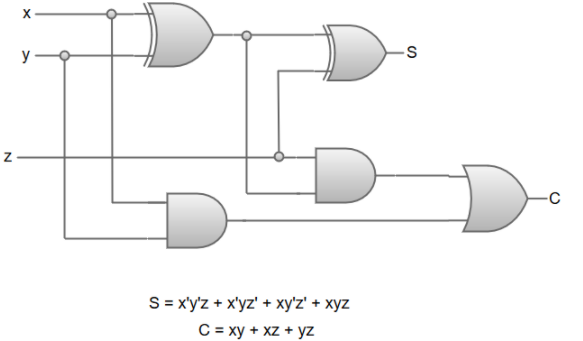 x
y
S
z
C
S = x'y'z + x'yz' + xy'z' + xyz
C = xy + xz + yz